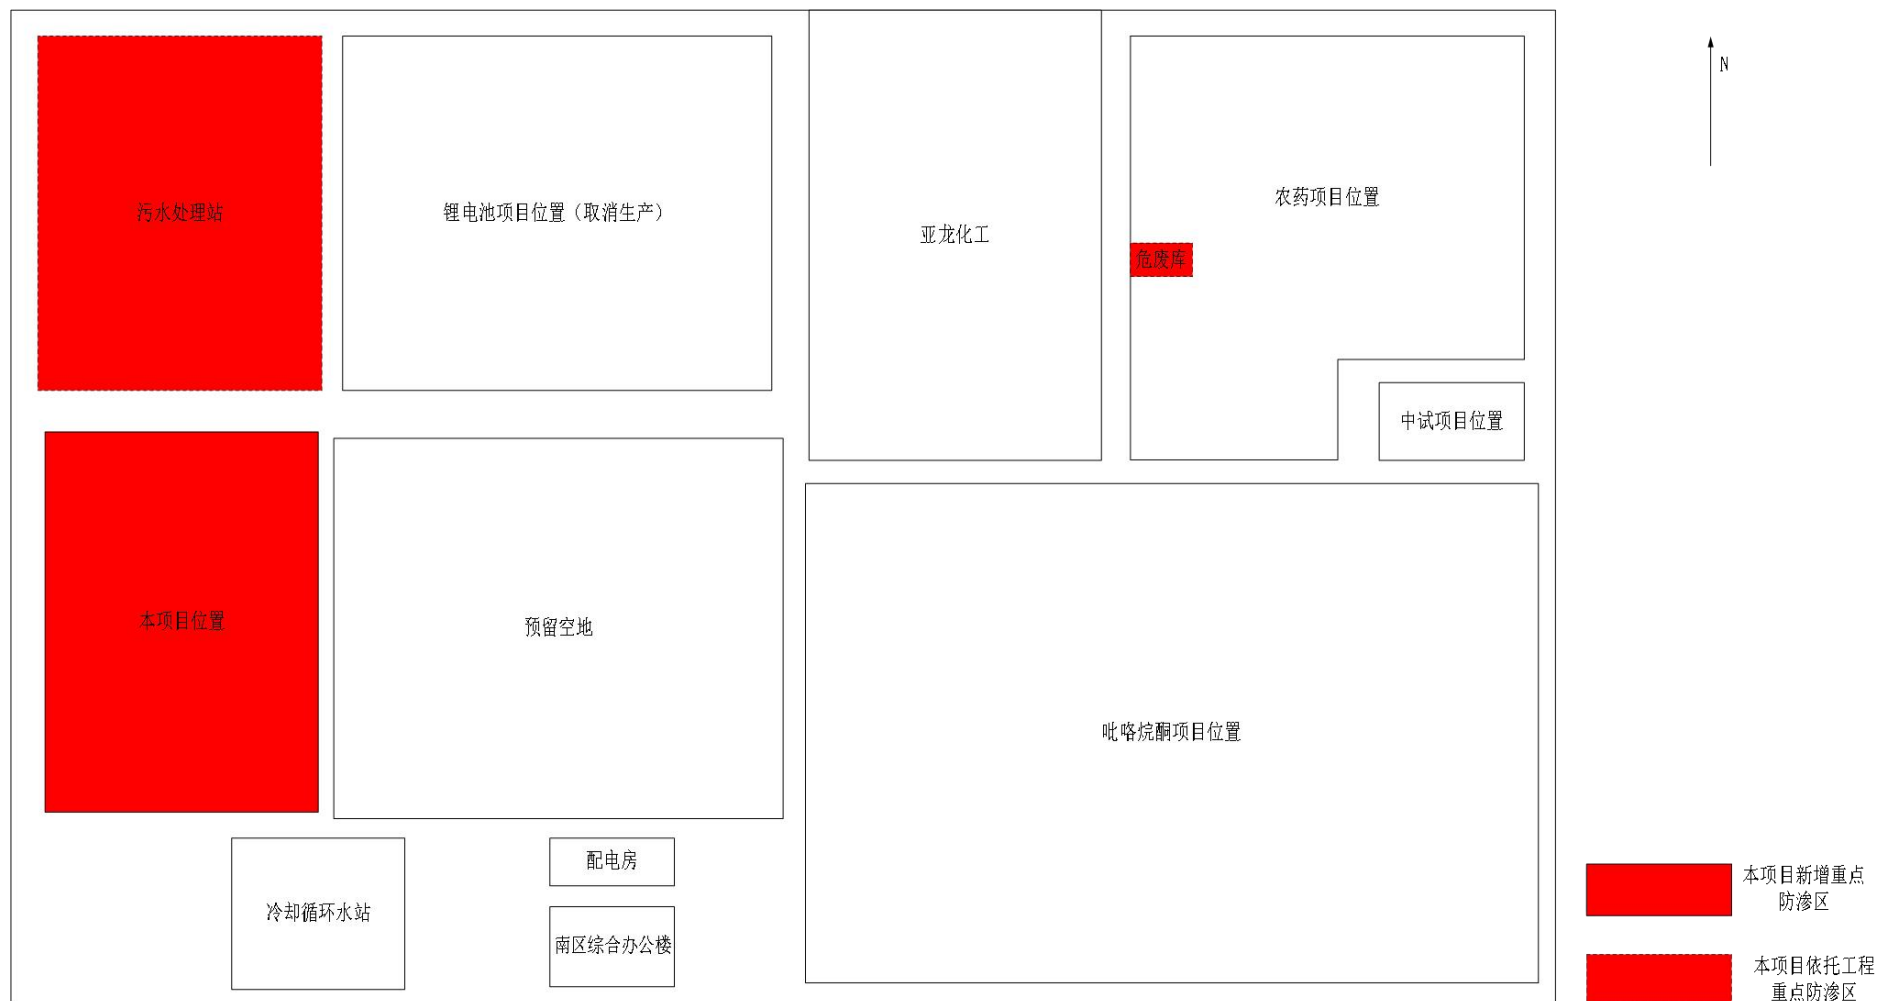 N
污水处理站
锂电池项目位置（取消生产）
亚龙化工
农药项目位置
危废库
中试项目位置
本项目位置
预留空地
吡咯烷酮项目位置
配电房
冷却循环水站
南区综合办公楼
本项目新增重点
防渗区
本项目依托工程
重点防渗区